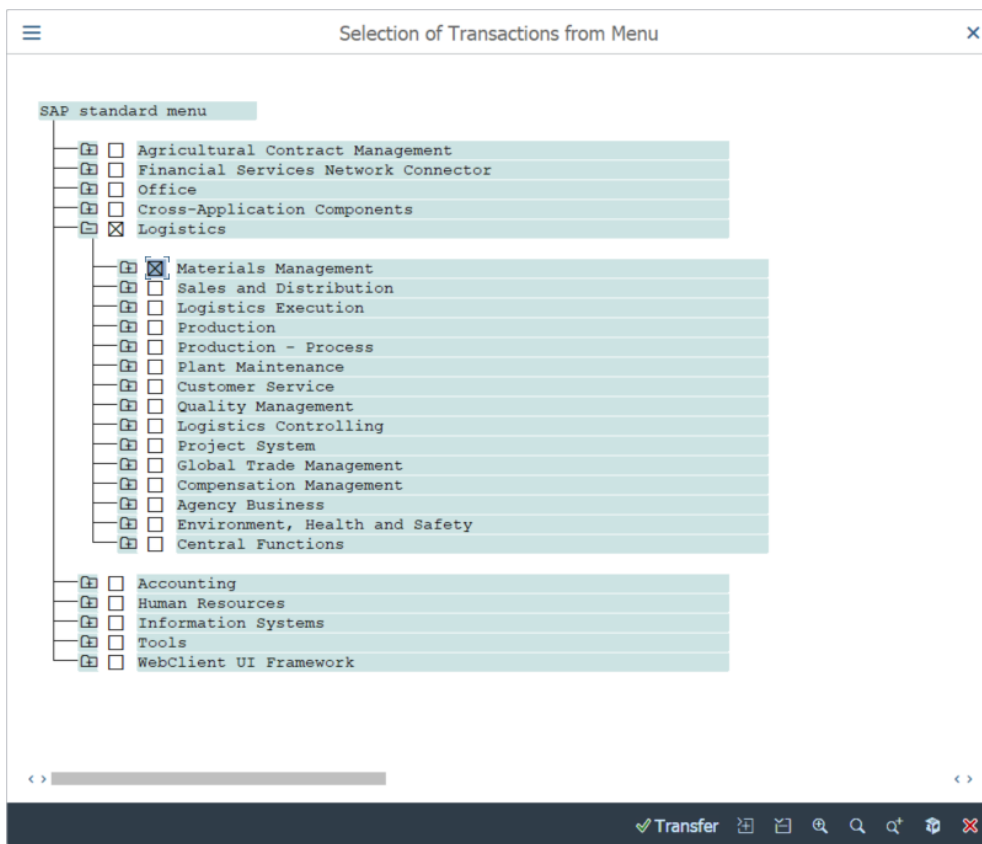 Selection of Transactions from Menu
SAP standard menu
Agricultural Contract Management
Financial Services Network Connector
Office
Cross-Application Components
Logistics
Materials Management
Sales and Distribution
Logistics Execution
Production
Production - Process
Plant Maintenance
Customer Service
Quality Management
Logistics Controlling
Project System
Global Trade Management
Compensation Management
Agency Business
Environment, Health and Safety
Central Functions
Accounting
Human Resources
Information Systems
Tools
WebClient UI Framework
Transfer